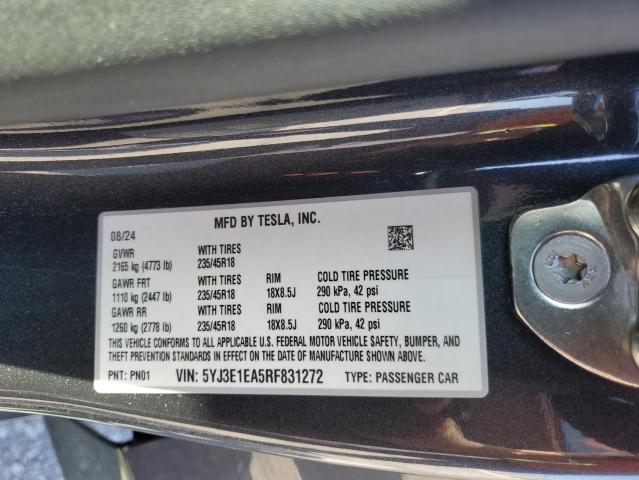 MFD BY TESLA, INC.
08/24
GVWR WITH TIRES
2165 kg (4773 lb) 235/45R18
GAWR FRT WITH TIRES RIM COLD TIRE PRESSURE
1110 kg (2447 lb) 235/45R18 18X8.5J 290 kPa, 42 psi
GAWR RR WITH TIRES RIM COLD TIRE PRESSURE
1260 kg (2778 lb) 235/45R18 18X8.5J 290 kPa, 42 psi
THIS VEHICLE CONFORMS TO ALL APPLICABLE U.S. FEDERAL MOTOR VEHICLE SAFETY, BUMPER, AND
THEFT PREVENTION STANDARDS IN EFFECT ON THE DATE OF MANUFACTURE SHOWN ABOVE.
PNT: PN01 VIN: 5YJ3E1EA5RF831272 TYPE: PASSENGER CAR